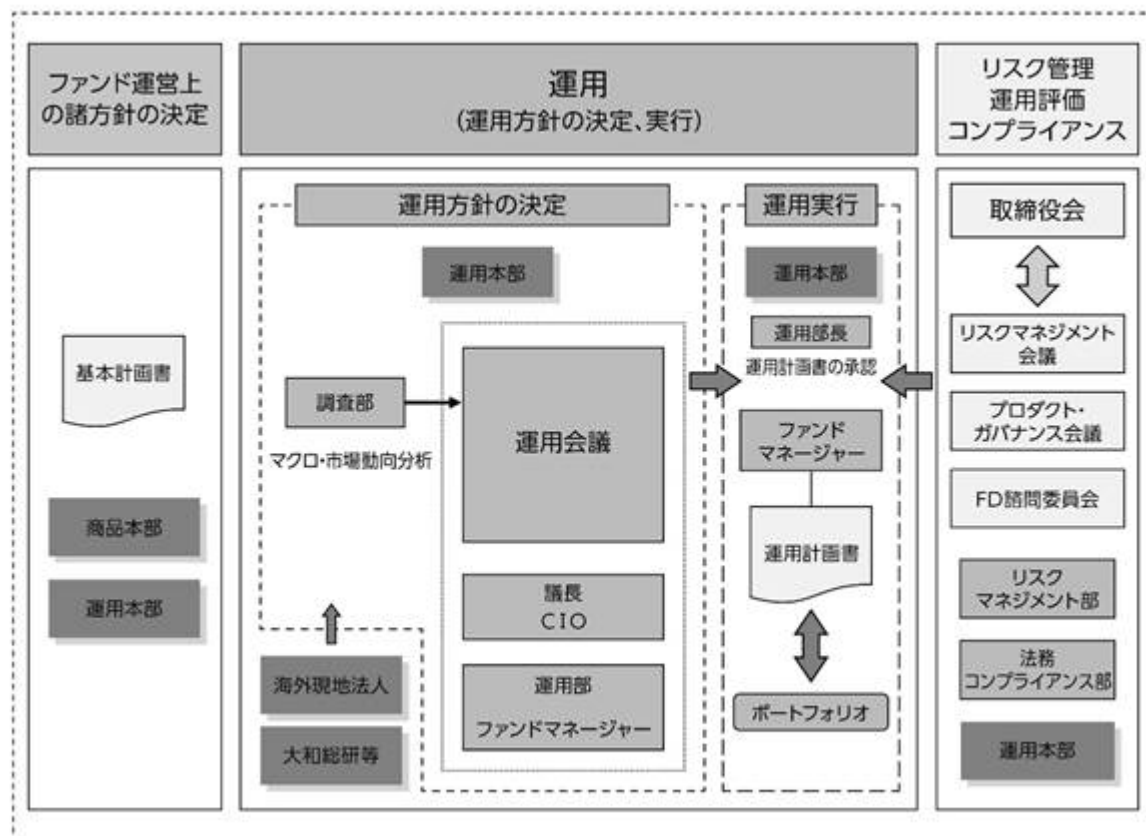 ファンド運営上
の諸方針の決定
運用
(運用方針の決定、実行)
リスク管理
運用評価
コンプライアンス
基本計画書
商品本部
運用本部
運用方針の決定
運用本部
調査部
マクロ・市場動向分析
運用会議
議長
CIO
運用部
ファンドマネージャー
海外現地法人
大和総研等
運用実行
運用本部
運用部長
運用計画書の承認
ファンド
マネージャー
運用計画書
ポートフォリオ
取締役会
リスクマネジメント
会議
プロダクト・
ガバナンス会議
FD諮問委員会
リスク
マネジメント部
法務
コンプライアンス部
運用本部